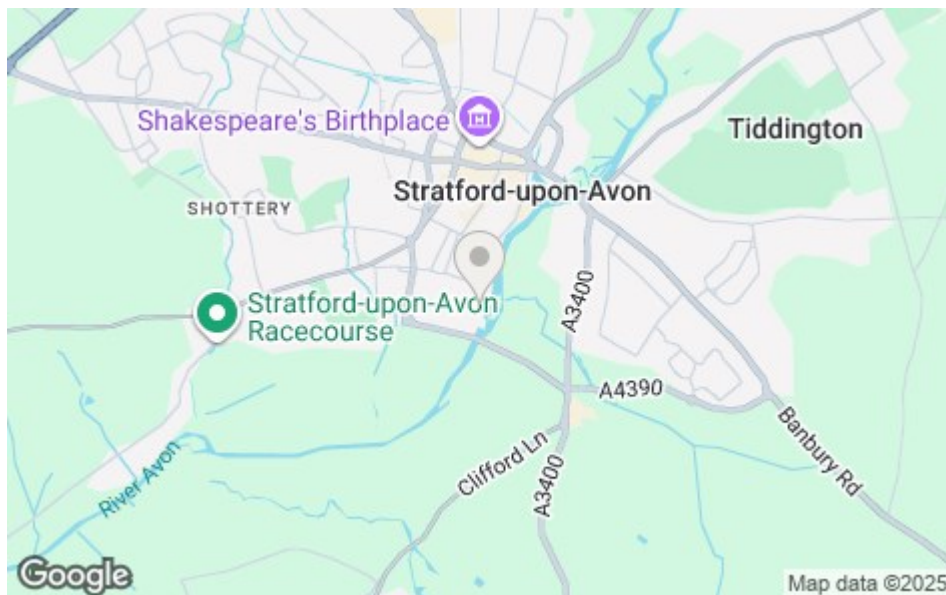 Shakespeare's Birthplace
Tiddington
Stratford-upon-Avon
SHOTTERY
Stratford-upon-Avon
Racecourse
A3400
A4390
Banbury Rd
Clifford Ln
River Avon
A3400
Google
Map data ©2025